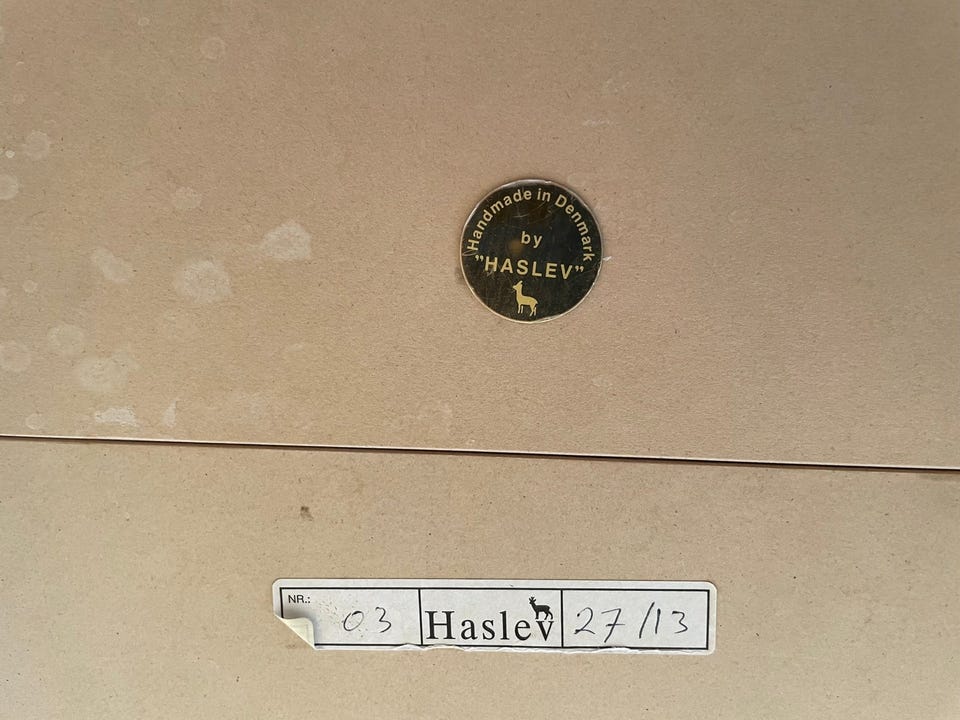 Handmade in Denmark
by
”HASLEV”
NR.: 03 Haslev 27/13